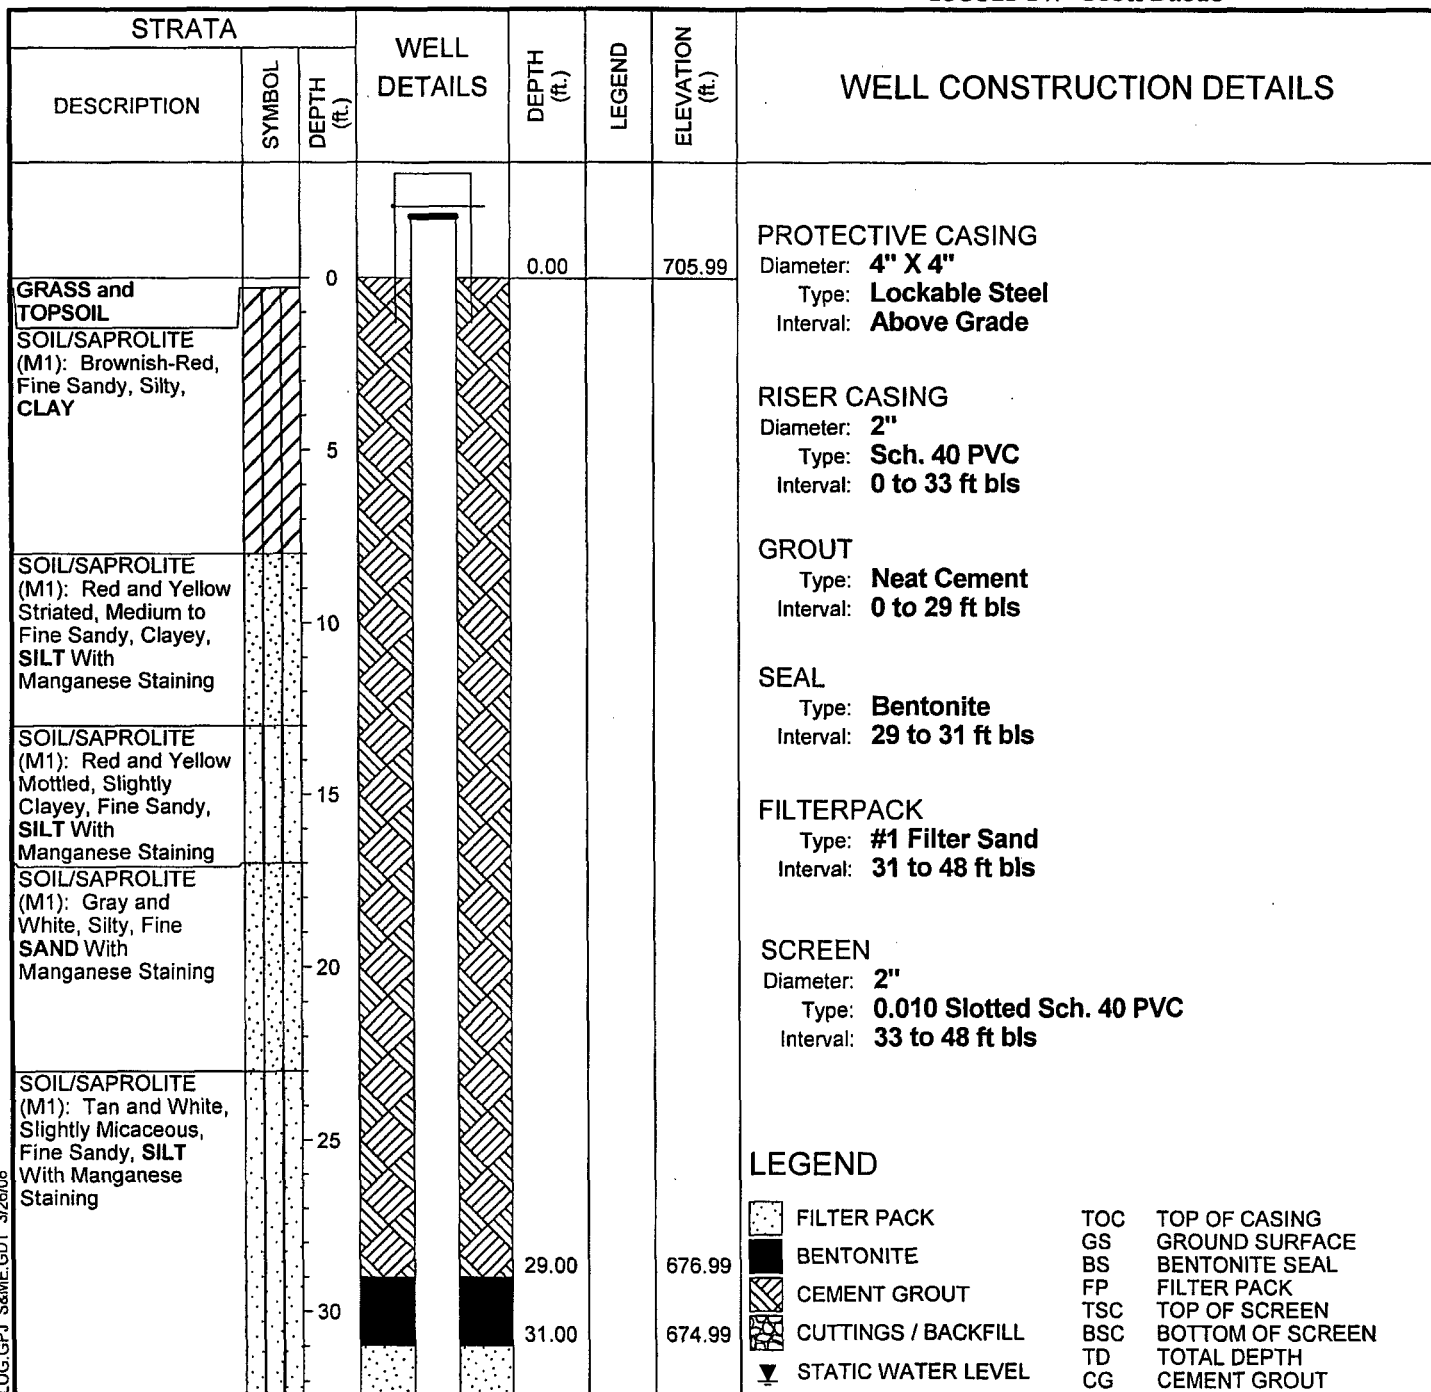 STRATA
DESCRIPTION
SYMBOL
DEPTH (ft.)
WELL DETAILS
DEPTH (ft.)
LEGEND
ELEVATION (ft.)
WELL CONSTRUCTION DETAILS
0
0.00
705.99
GRASS and
TOPSOIL
SOIL/SAPROLITE
(M1): Brownish-Red,
Fine Sandy, Silty,
CLAY
5
SOIL/SAPROLITE
(M1): Red and Yellow
Striated, Medium to
Fine Sandy, Clayey,
SILT With
Manganese Staining
10
SOIL/SAPROLITE
(M1): Red and Yellow
Mottled, Slightly
Clayey, Fine Sandy,
SILT With
Manganese Staining
15
SOIL/SAPROLITE
(M1): Gray and
White, Silty, Fine
SAND With
Manganese Staining
20
SOIL/SAPROLITE
(M1): Tan and White,
Slightly Micaceous,
Fine Sandy, SILT
With Manganese
Staining
25
29.00
676.99
30
31.00
674.99
PROTECTIVE CASING
Diameter: 4" X 4"
Type: Lockable Steel
Interval: Above Grade
RISER CASING
Diameter: 2"
Type: Sch. 40 PVC
Interval: 0 to 33 ft bls
GROUT
Type: Neat Cement
Interval: 0 to 29 ft bls
SEAL
Type: Bentonite
Interval: 29 to 31 ft bls
FILTERPACK
Type: #1 Filter Sand
Interval: 31 to 48 ft bls
SCREEN
Diameter: 2"
Type: 0.010 Slotted Sch. 40 PVC
Interval: 33 to 48 ft bls
LEGEND
FILTER PACK
BENTONITE
CEMENT GROUT
CUTTINGS / BACKFILL
STATIC WATER LEVEL
TOC TOP OF CASING
GS GROUND SURFACE
BS BENTONITE SEAL
FP FILTER PACK
TSC TOP OF SCREEN
BSC BOTTOM OF SCREEN
TD TOTAL DEPTH
CG CEMENT GROUT
LOG.GPJ S&ME.GDT 3/26/08